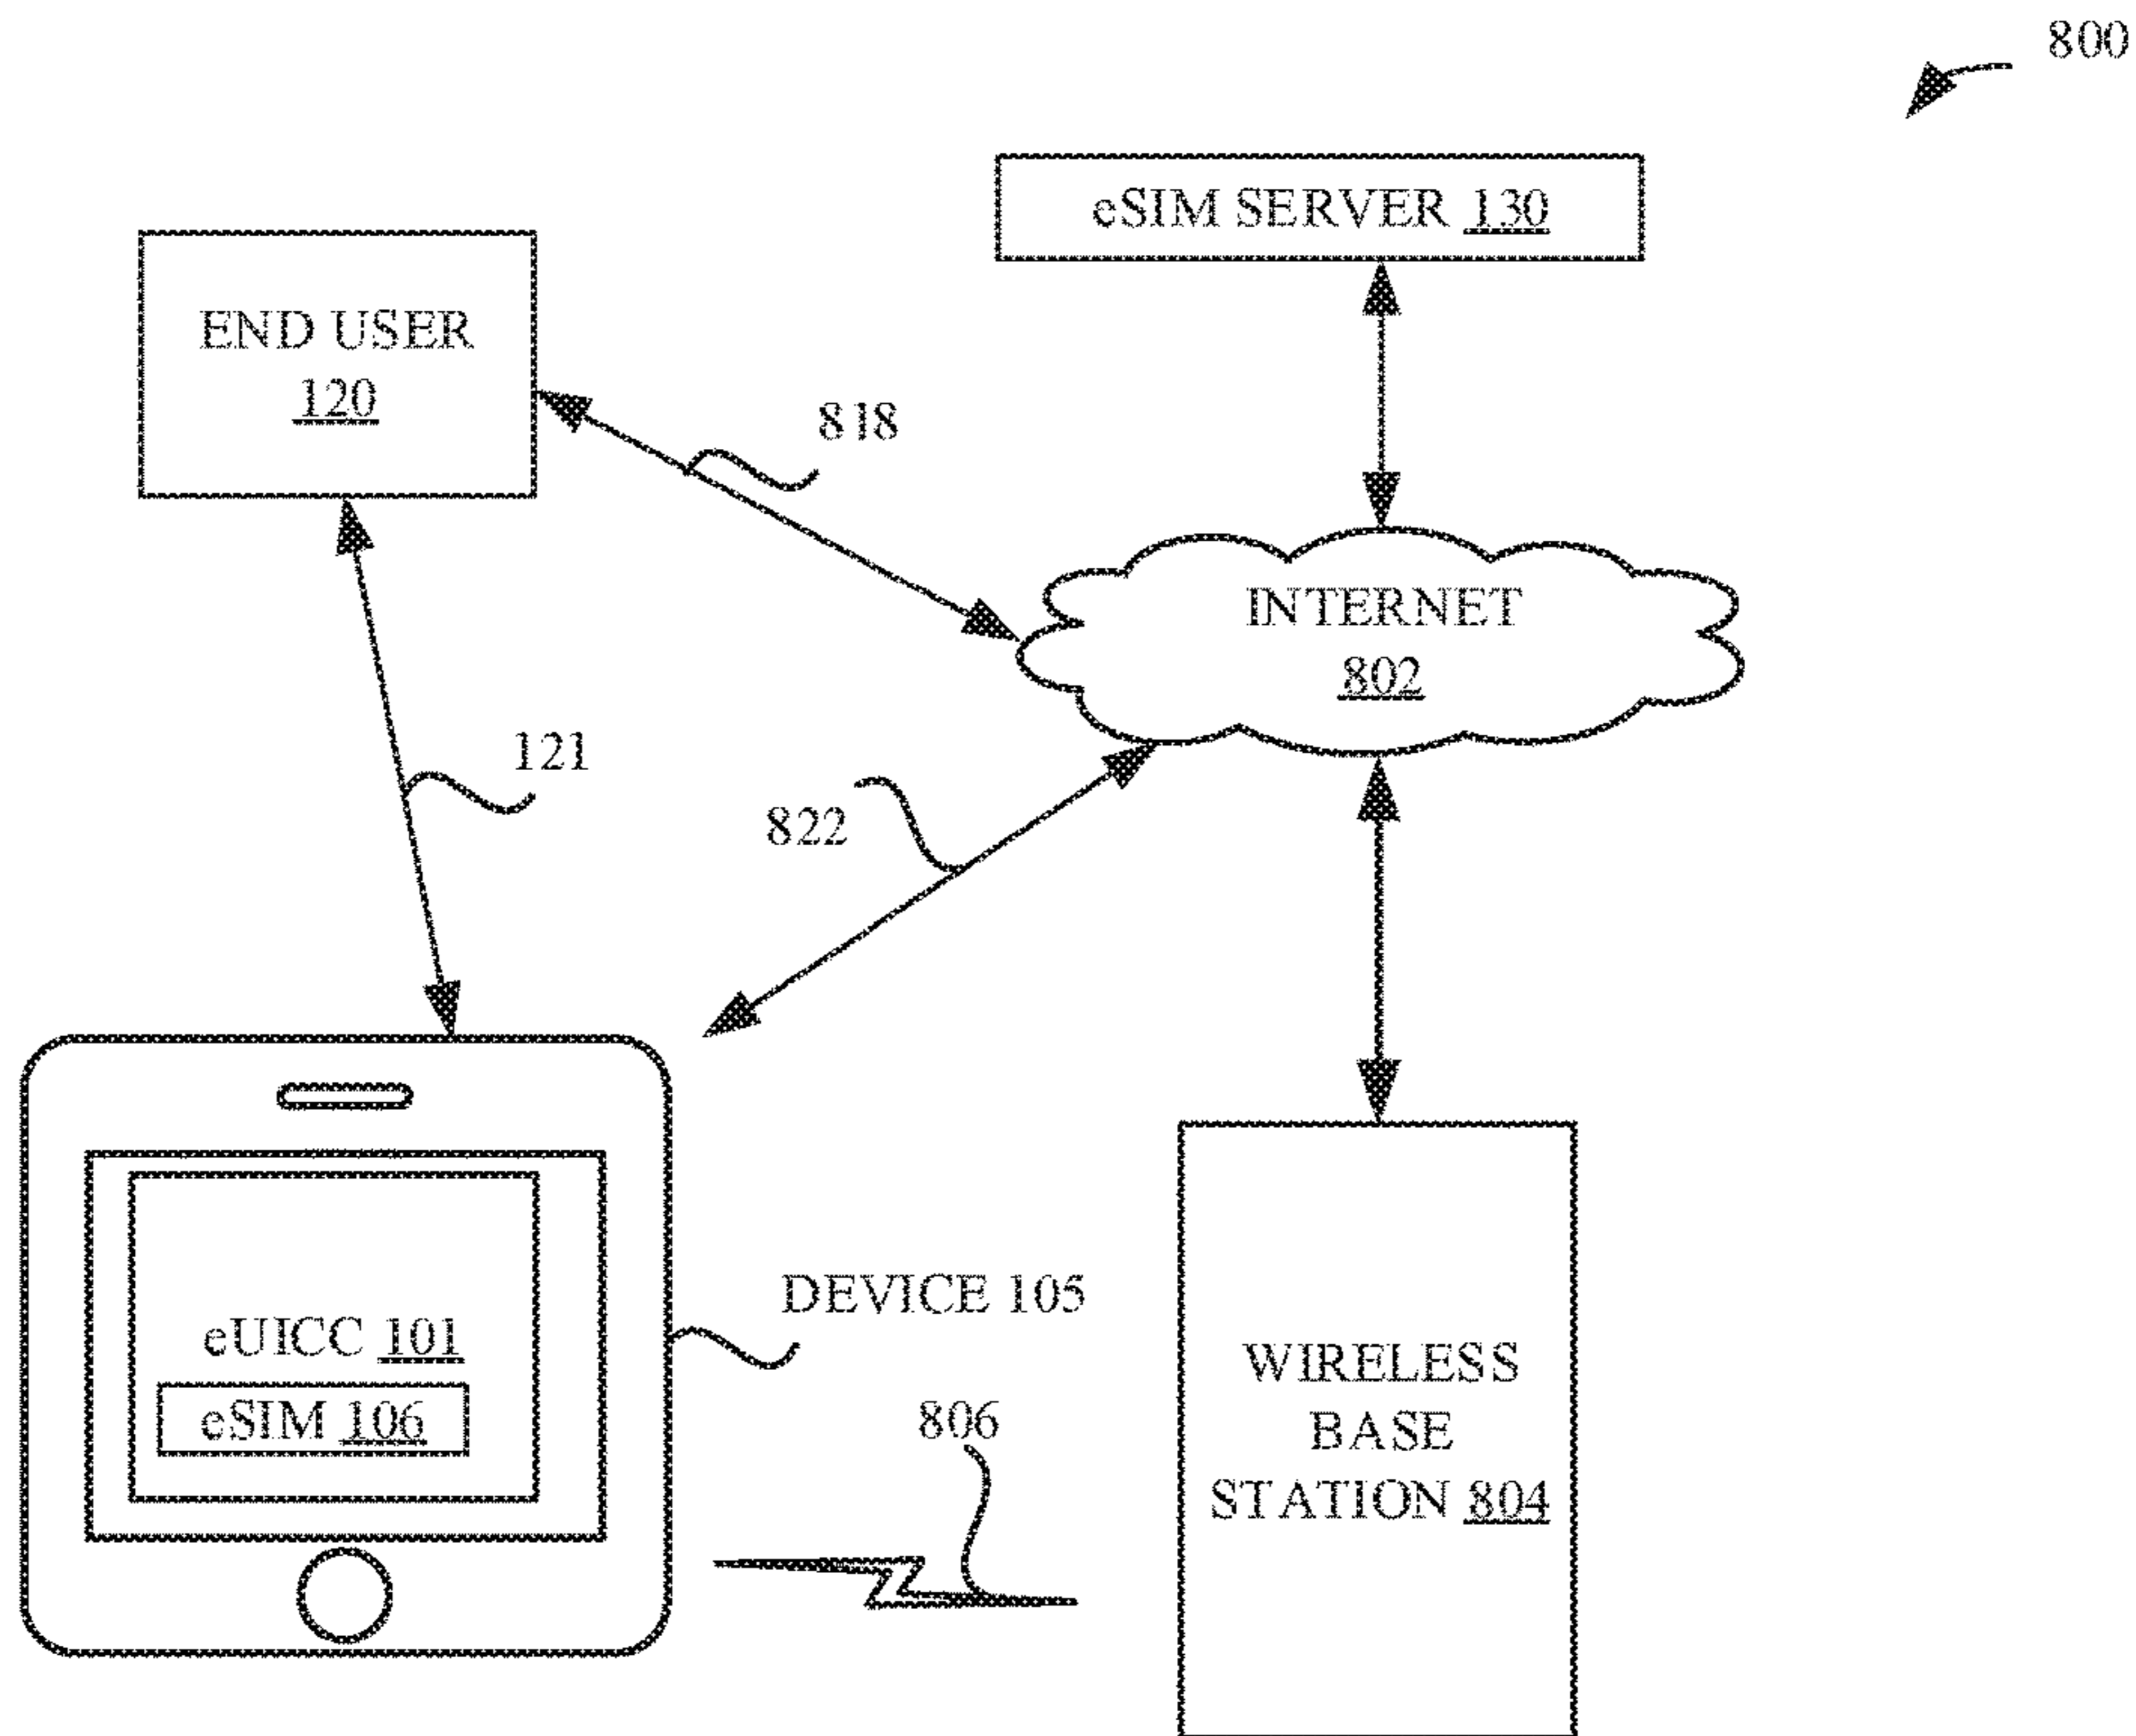 800
eSIM SERVER 130
END USER
120
818
INTERNET
802
121
822
DEVICE 105
eUICC 101
eSIM 106
806
WIRELESS
BASE
STATION 804